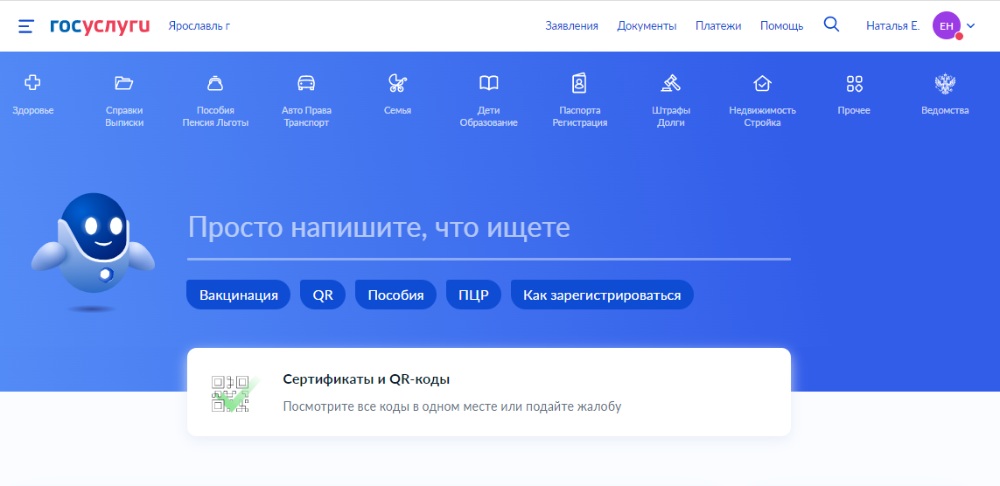 госуслуги Ярославль г Заявления Документы Платежи Помощь Наталья Е. ЕН
Здоровье
Справки Выписки
Пособия Пенсия Льготы
Авто Права Транспорт
Семья
Дети Образование
Паспорта Регистрация
Штрафы Долги
Недвижимость Стройка
Прочее
Ведомства
Просто напишите, что ищете
Вакцинация QR Пособия ПЦР Как зарегистрироваться
Сертификаты и QR-коды
Посмотрите все коды в одном месте или подайте жалобу